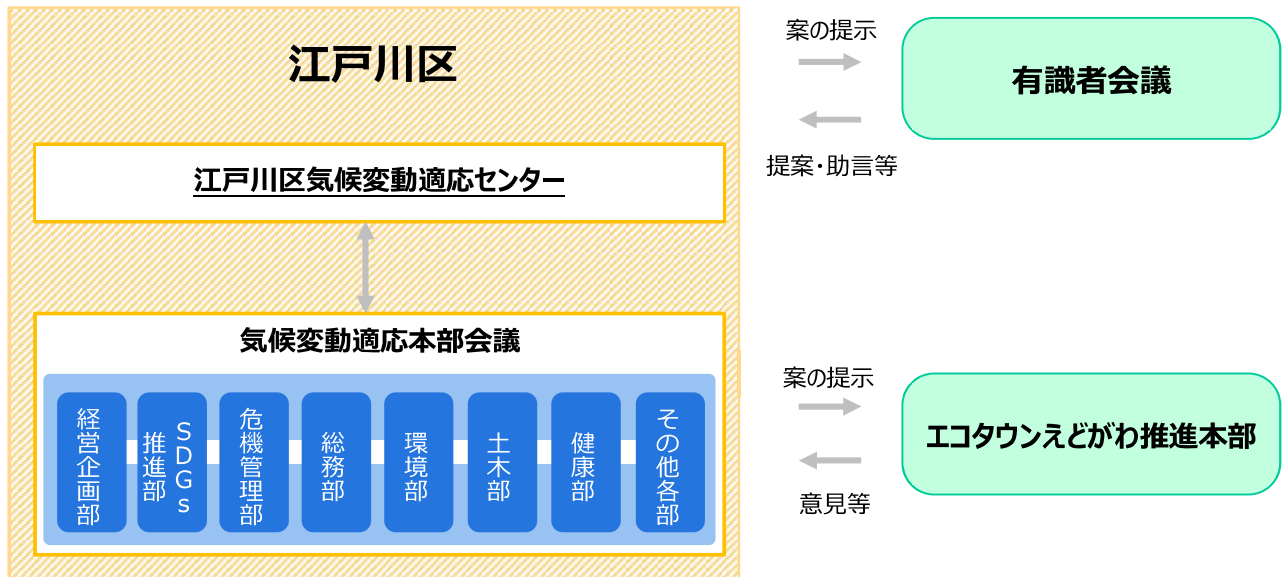 江戸川区
江戸川区気候変動適応センター
気候変動適応本部会議
経営企画部
SDGs
推進部
危機管理部
総務部
環境部
土木部
健康部
その他各部
案の提示
提案・助言等
有識者会議
案の提示
意見等
エコタウンえどがわ推進本部